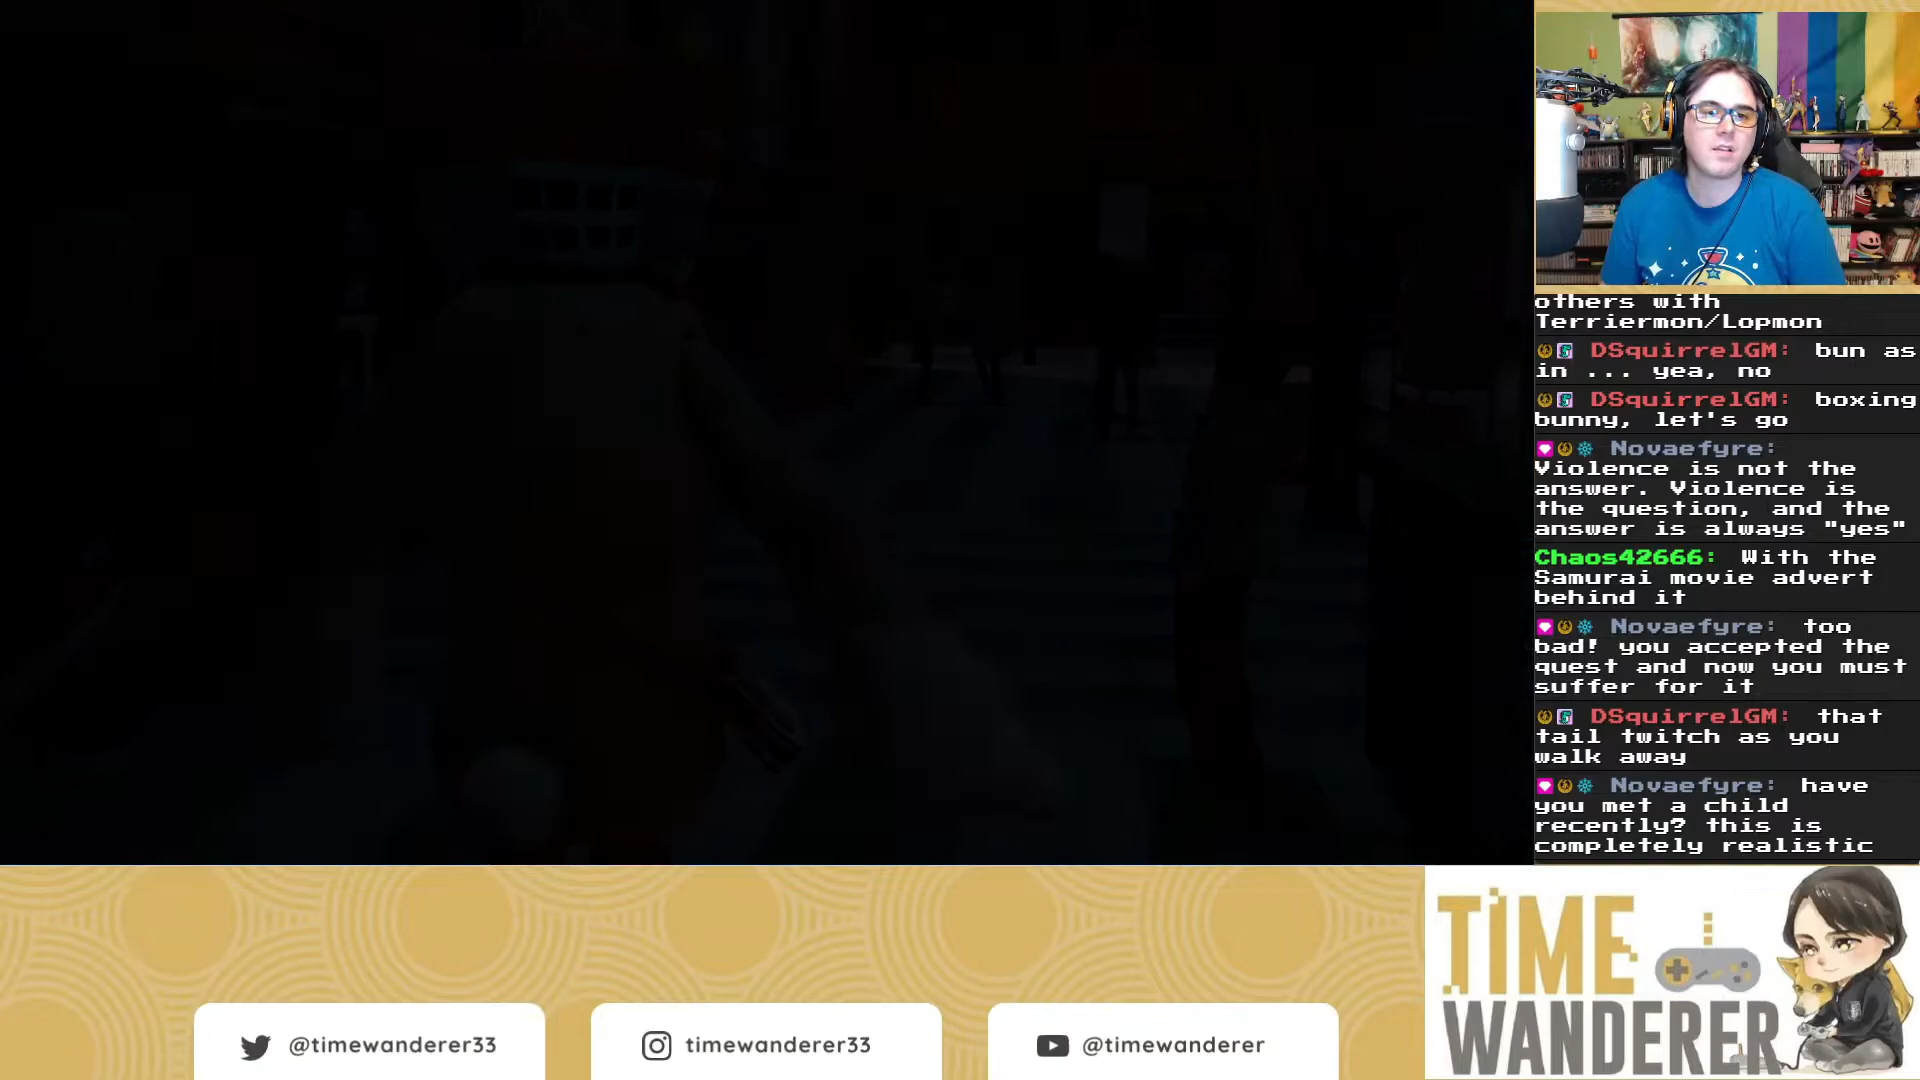 others with
Terriermon/Lopmon
DSquirrelGM: bun as
in ... yea, no
DSquirrelGM: boxing
bunny, let's go
Novaefyre:
Violence is not the
answer. Violence is
the question, and the
answer is always "yes"
Chaos42666: With the
Samurai movie advert
behind it
Novaefyre: too
bad! you accepted the
quest and now you must
suffer for it
DSquirrelGM: that
tail twitch as you
walk away
Novaefyre: have
you met a child
recently? this is
completely realistic
@timewanderer33
timewanderer33
@timewanderer
TIME
WANDERER